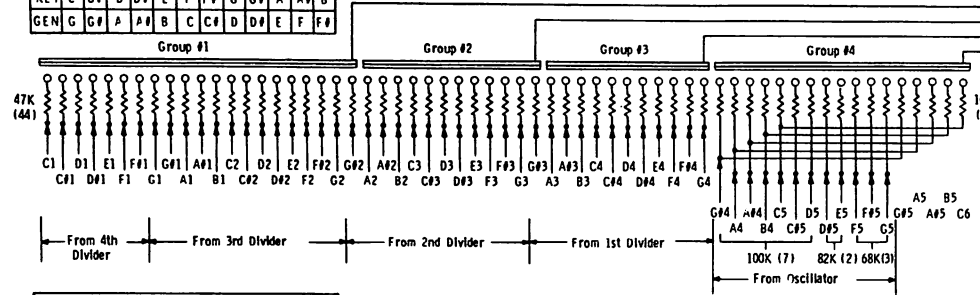 GEN G G# A A# B C C# D D# E F F#
Group #1 Group #2 Group #3 Group #4
47K
(44)
C1 D1 E1 F#1 G#1 A#1 C2 D2 E2 F#2 G#2 A#2 C3 D3 E3 F#3 G#3 A#3 C4 D4 E4 F#4
C#1 D#1 F1 G1 A1 B1 C#2 D#2 F2 G2 A2 B2 C#3 D#3 F3 G3 A3 B3 C#4 D#4 F4 G4
A5 B5
G#4 A#4 C5 D5 E5 F#5 G#5 A#5 C6
A4 B4 C#5 D#5 F5 G5
From 4th
Divider
From 3rd Divider
From 2nd Divider
From 1st Divider
100K (7) 82K (2) 68K(3)
From Oscillator